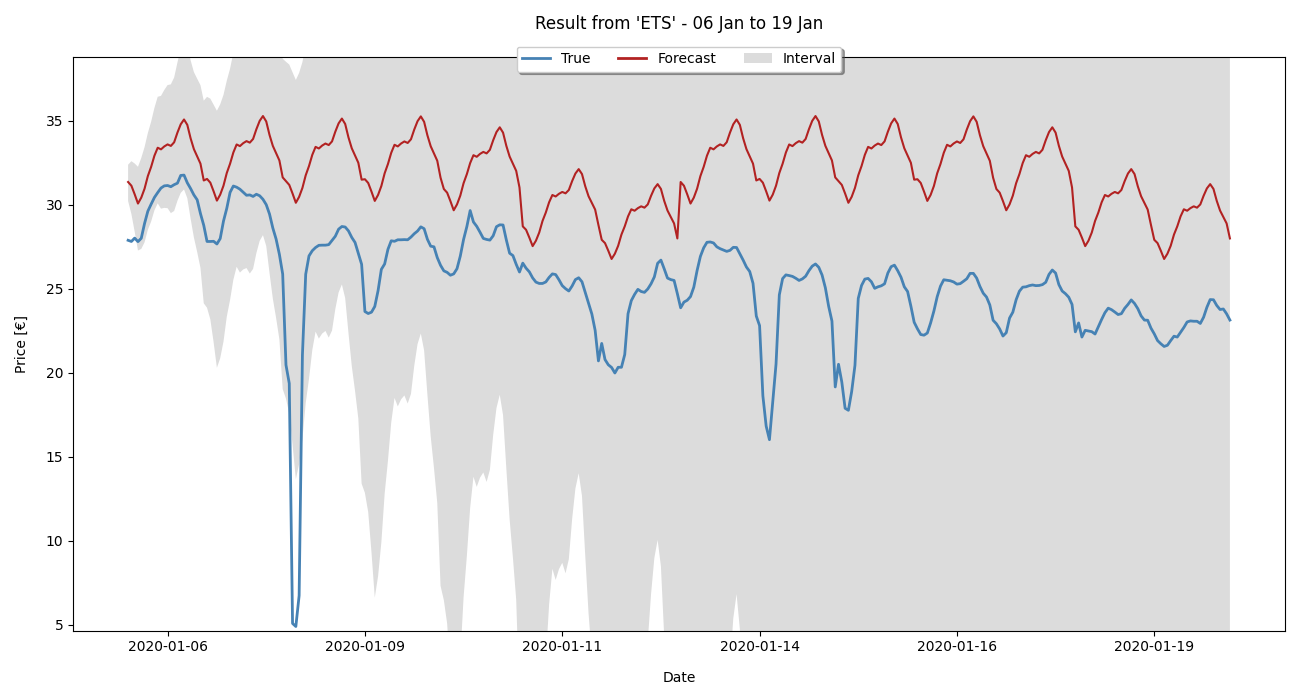 Result from 'ETS' - 06 Jan to 19 Jan
True Forecast Interval
Price [€]
35
30
25
20
15
10
5
2020-01-06 2020-01-09 2020-01-11 2020-01-14 2020-01-16 2020-01-19
Date